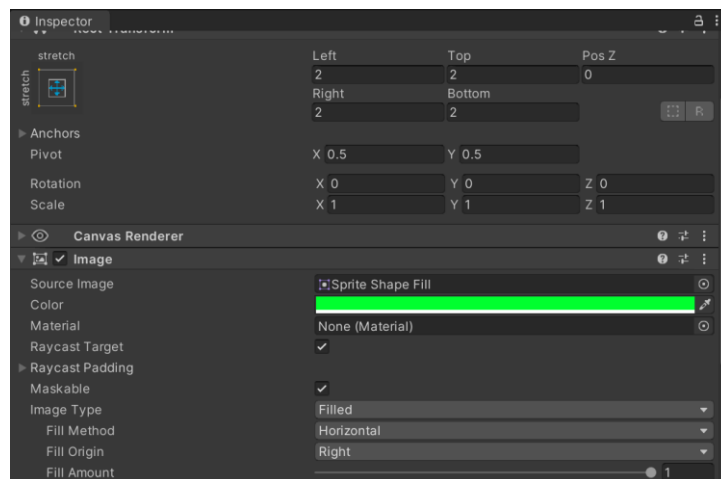 Inspector
Rect Transform
stretch
stretch
Left Top Pos Z
2 2 0
Right Bottom
2 2 R
Anchors
Pivot X 0.5 Y 0.5
Rotation X 0 Y 0 Z 0
Scale X 1 Y 1 Z 1
Canvas Renderer
Image
Source Image Sprite Shape Fill
Color
Material None (Material)
Raycast Target
Raycast Padding
Maskable
Image Type Filled
Fill Method Horizontal
Fill Origin Right
Fill Amount 1